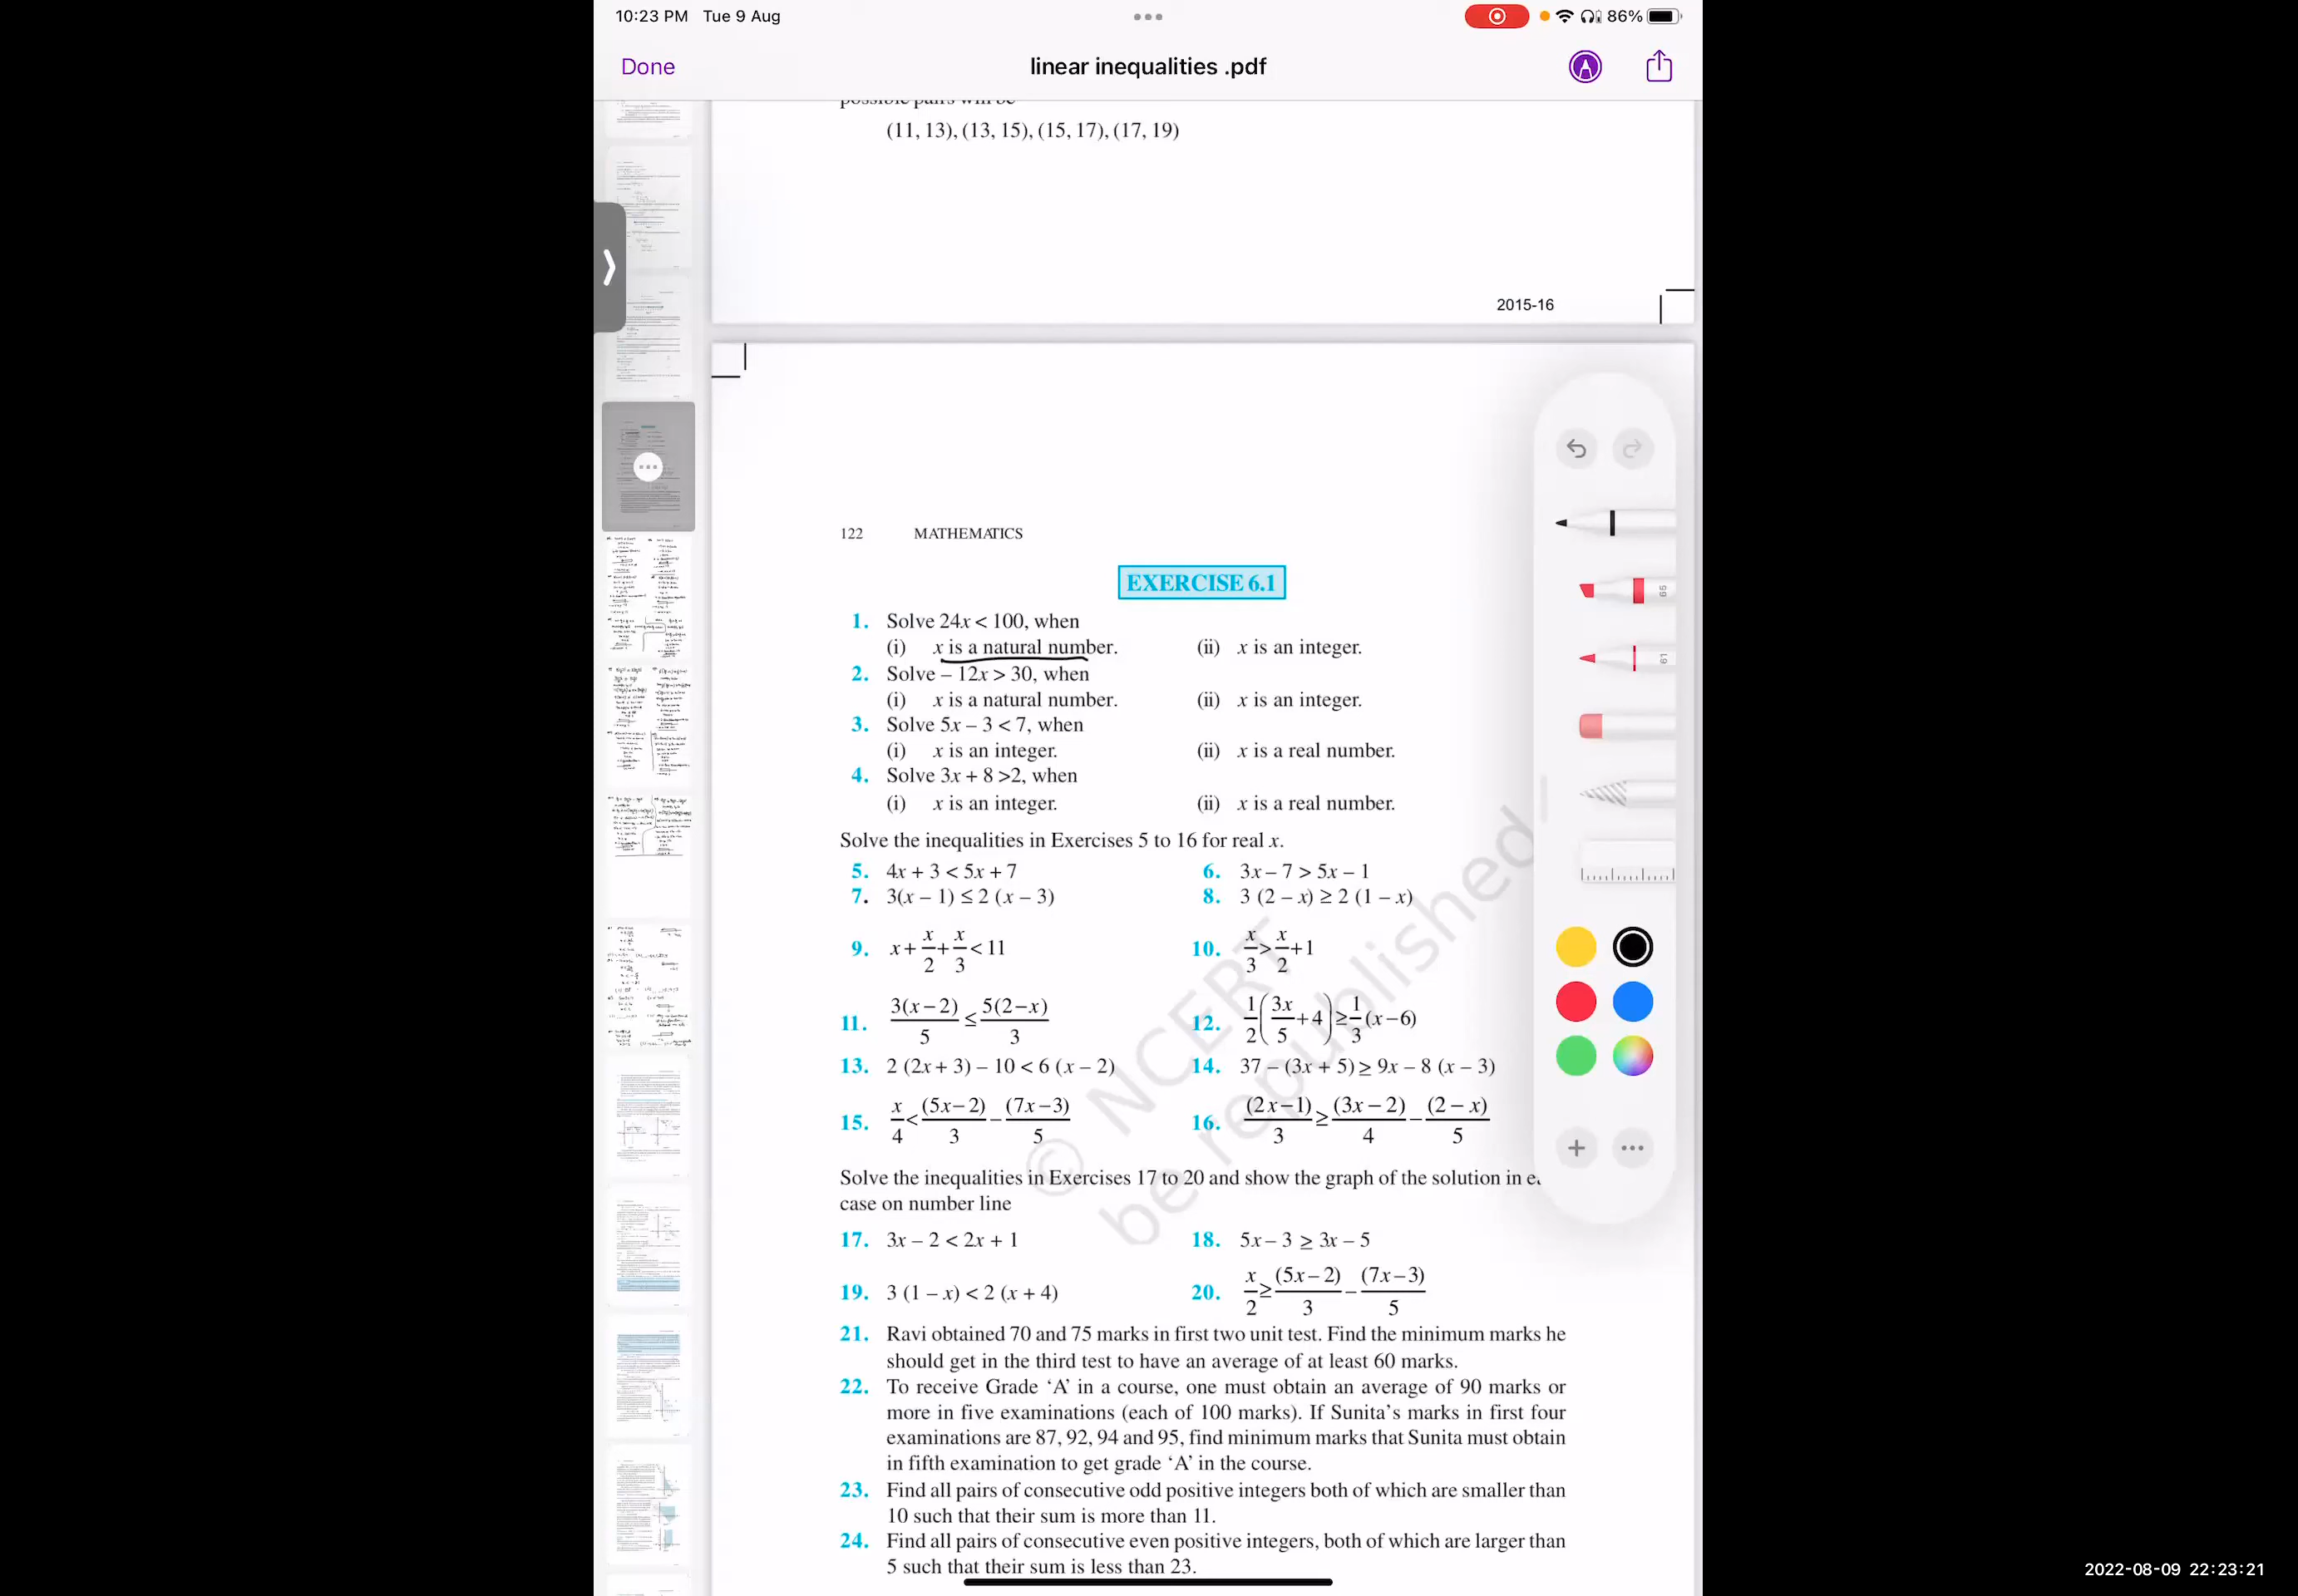 10:23 PM Tue 9 Aug
86%
Done
linear inequalities .pdf
possible pairs will be
(11, 13), (13, 15), (15, 17), (17, 19)
2015-16
122 MATHEMATICS
EXERCISE 6.1
1. Solve 24x < 100, when
(i) x is a natural number. (ii) x is an integer.
2. Solve – 12x > 30, when
(i) x is a natural number. (ii) x is an integer.
3. Solve 5x – 3 < 7, when
(i) x is an integer. (ii) x is a real number.
4. Solve 3x + 8 >2, when
(i) x is an integer. (ii) x is a real number.
Solve the inequalities in Exercises 5 to 16 for real x.
5. 4x + 3 < 5x + 7 6. 3x – 7 > 5x – 1
7. 3(x – 1) ≤ 2 (x – 3) 8. 3 (2 – x) ≥ 2 (1 – x)
9. x + x/2 + x/3 < 11 10. x/3 > x/2 + 1
11. 3(x–2)/5 ≤ 5(2–x)/3 12. 1/2 (3x/5 + 4) ≥ 1/3 (x–6)
13. 2 (2x + 3) – 10 < 6 (x – 2) 14. 37 – (3x + 5) ≥ 9x – 8 (x – 3)
15. x/4 < (5x–2)/3 – (7x–3)/5 16. (2x–1)/3 ≥ (3x–2)/4 – (2–x)/5
Solve the inequalities in Exercises 17 to 20 and show the graph of the solution in
case on number line
17. 3x – 2 < 2x + 1 18. 5x – 3 ≥ 3x – 5
19. 3 (1 – x) < 2 (x + 4) 20. x/2 ≥ (5x–2)/3 – (7x–3)/5
21. Ravi obtained 70 and 75 marks in first two unit test. Find the minimum marks he
should get in the third test to have an average of at least 60 marks.
22. To receive Grade ‘A’ in a course, one must obtain an average of 90 marks or
more in five examinations (each of 100 marks). If Sunita’s marks in first four
examinations are 87, 92, 94 and 95, find minimum marks that Sunita must obtain
in fifth examination to get grade ‘A’ in the course.
23. Find all pairs of consecutive odd positive integers both of which are smaller than
10 such that their sum is more than 11.
24. Find all pairs of consecutive even positive integers, both of which are larger than
5 such that their sum is less than 23.
© NCERT
be republished
2022-08-09 22:23:21